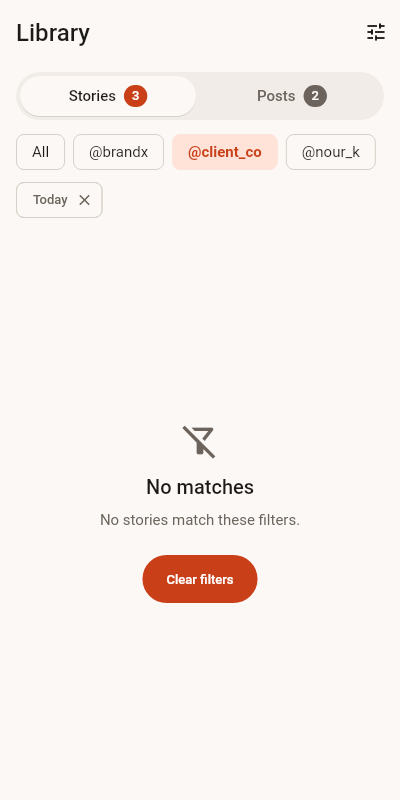 Library
Stories 3 Posts 2
All @brandx @client_co @nour_k
Today
No matches
No stories match these filters.
Clear filters